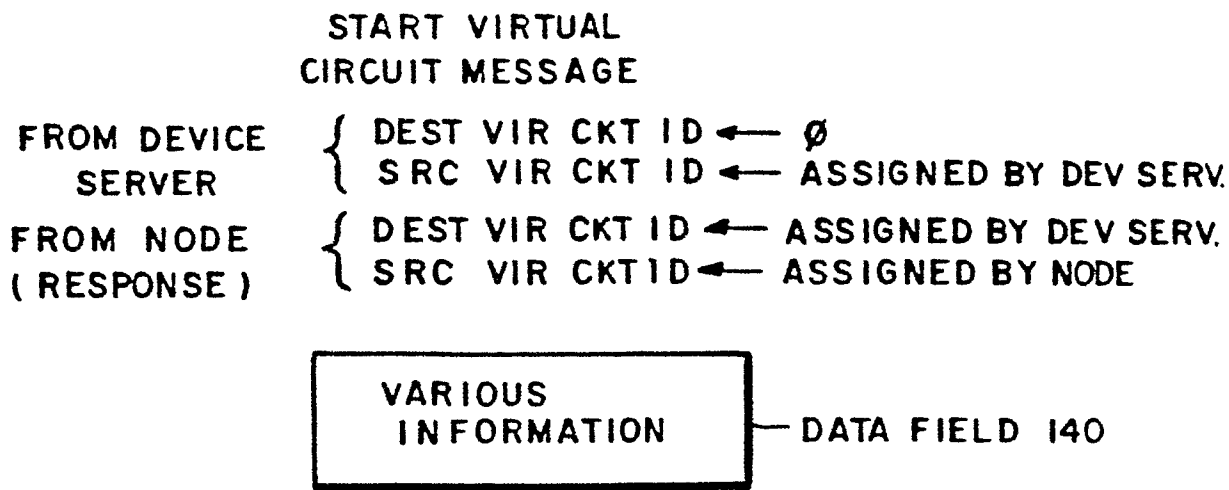 START VIRTUAL
CIRCUIT MESSAGE
FROM DEVICE
SERVER
{ DEST VIR CKT ID ← Ø
{ SRC VIR CKT ID ← ASSIGNED BY DEV SERV.
FROM NODE
(RESPONSE)
{ DEST VIR CKT ID ← ASSIGNED BY DEV SERV.
{ SRC VIR CKT ID ← ASSIGNED BY NODE
VARIOUS
INFORMATION
DATA FIELD 140